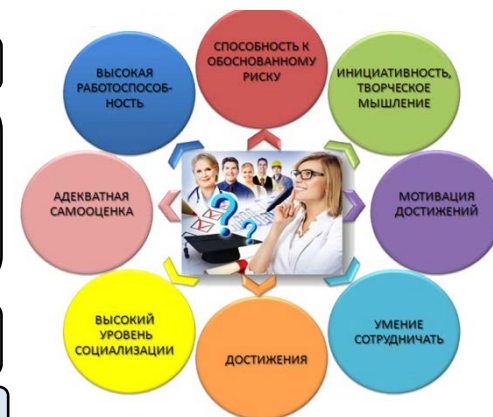 СПОСОБНОСТЬ К
ОБОСНОВАННОМУ
РИСКУ
ИНИЦИАТИВНОСТЬ,
ТВОРЧЕСКОЕ
МЫШЛЕНИЕ
МОТИВАЦИЯ
ДОСТИЖЕНИЙ
УМЕНИЕ
СОТРУДНИЧАТЬ
ДОСТИЖЕНИЯ
ВЫСОКИЙ
УРОВЕНЬ
СОЦИАЛИЗАЦИИ
АДЕКВАТНАЯ
САМООЦЕНКА
ВЫСОКАЯ
РАБОТОСПОСОБ-
НОСТЬ
??